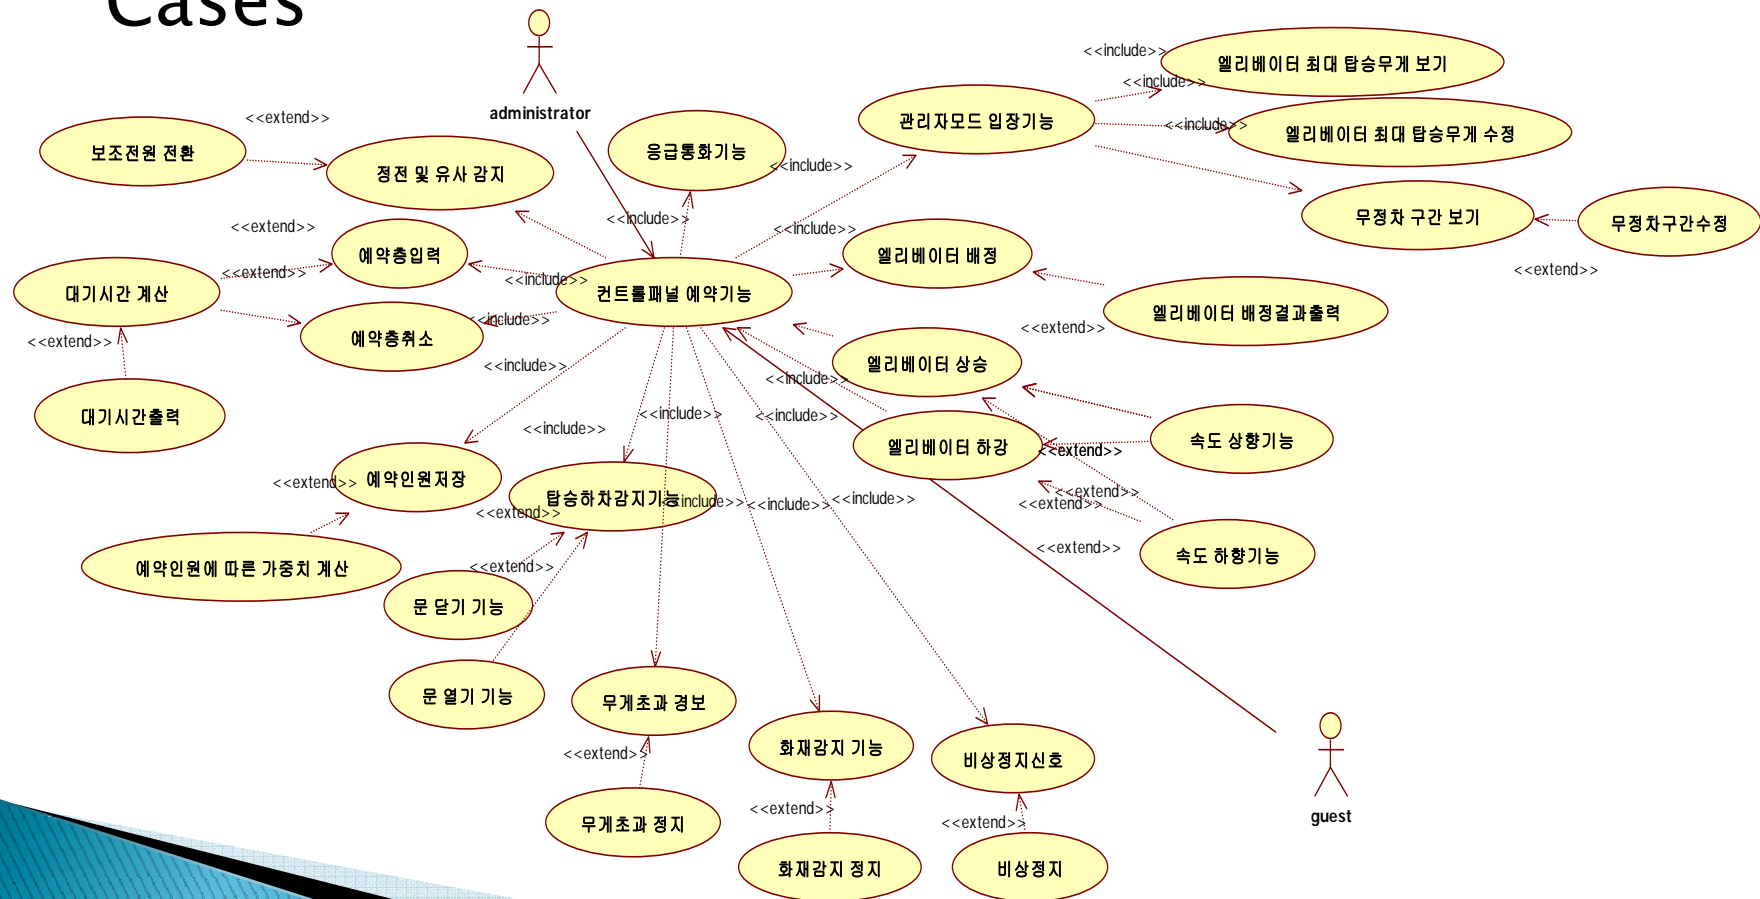 Cases
administrator
guest
<<include>>
엘리베이터 최대 탑승무게 보기
<<include>>
<<extend>>
관리자모드 입장기능
<<include>>
엘리베이터 최대 탑승무게 수정
보조전원 전환
응급통화기능
<<include>>
정전 및 유사 감지
무정차 구간 보기
무정차구간수정
<<extend>>
<<include>>
<<include>>
예약층입력
엘리베이터 배정
<<extend>>
<<extend>>
<<include>>
대기시간 계산
컨트롤패널 예약기능
엘리베이터 배정결과출력
<<include>>
<<extend>>
예약층취소
<<extend>>
엘리베이터 상승
<<include>>
<<include>>
대기시간출력
<<include>>
<<include>>
<<include>>
엘리베이터 하강
속도 상향기능
<<extend>>
<<extend>>
예약인원저장
탑승하차감지기능
<<include>>
<<include>>
<<include>>
<<extend>>
<<extend>>
<<extend>>
<<extend>>
속도 하향기능
예약인원에 따른 가중치 계산
<<extend>>
문 닫기 기능
문 열기 기능
무게초과 경보
화재감지 기능
비상정지신호
<<extend>>
<<extend>>
<<extend>>
무게초과 정지
화재감지 정지
비상정지